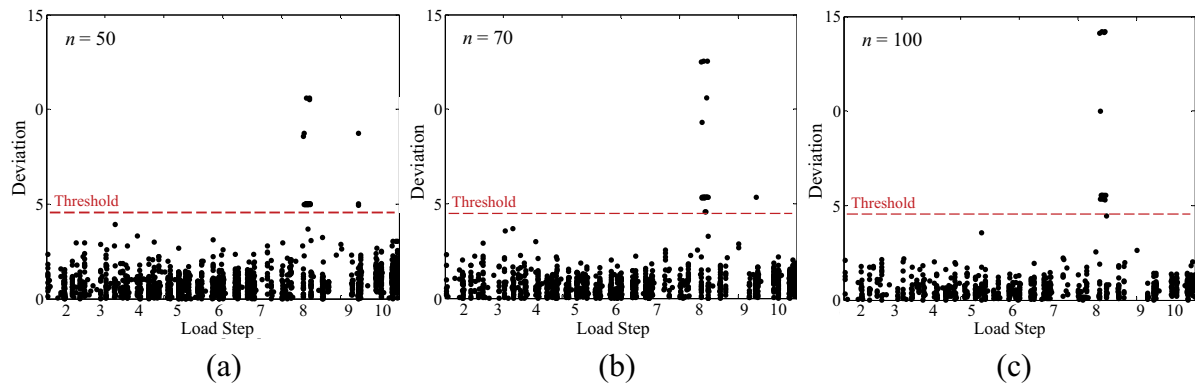 15
n = 50
0
Deviation
Threshold
5
0
2 3 4 5 6 7 8 9 10
Load Step
(a)
15
n = 70
0
Deviation
Threshold
5
0
2 3 4 5 6 7 8 9 10
Load Step
(b)
15
n = 100
0
Deviation
Threshold
5
0
2 3 4 5 6 7 8 9 10
Load Step
(c)